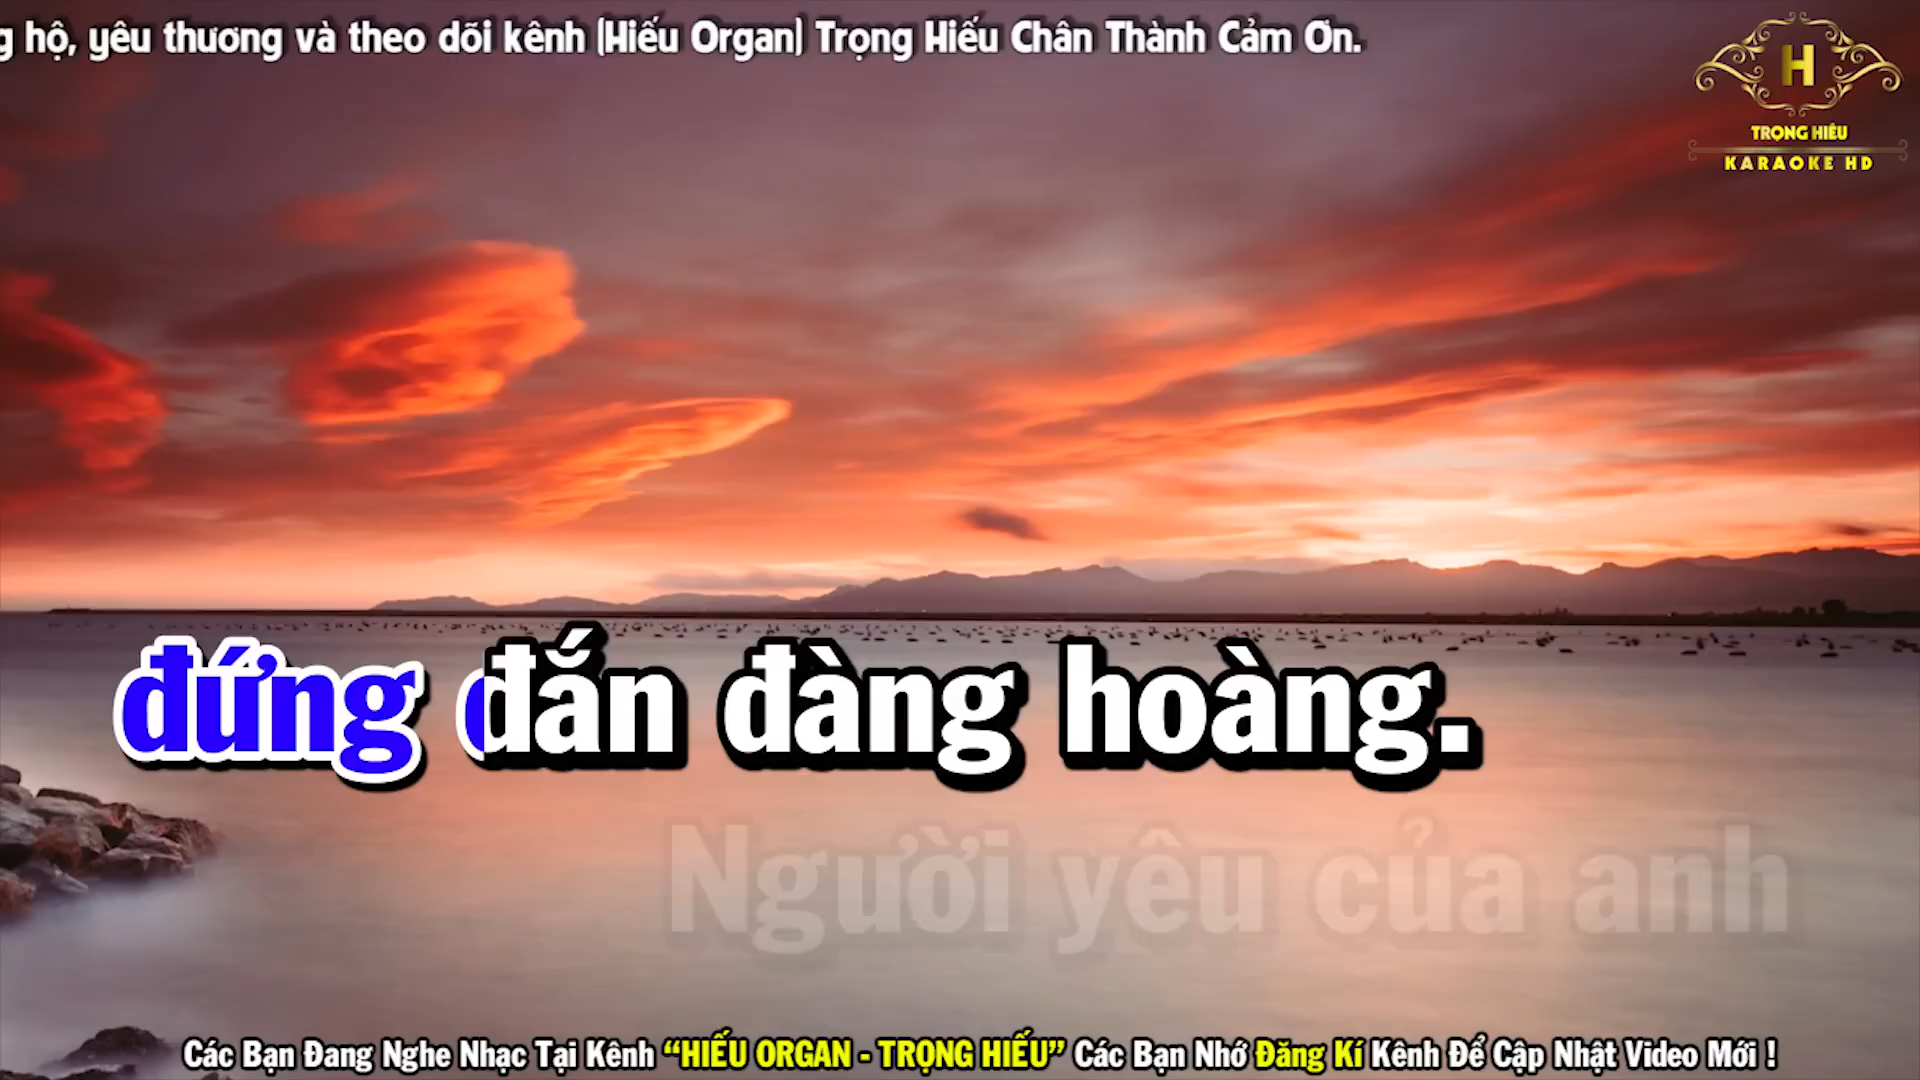 g hộ, yêu thương và theo dõi kênh (Hiếu Organ) Trọng Hiếu Chân Thành Cảm Ơn.
H
TRỌNG HIẾU
KARAOKE HD
đứng đắn đàng hoàng.
Người yêu của anh
Các Bạn Đang Nghe Nhạc Tại Kênh “HIẾU ORGAN - TRỌNG HIẾU” Các Bạn Nhớ Đăng Kí Kênh Để Cập Nhật Video Mới !